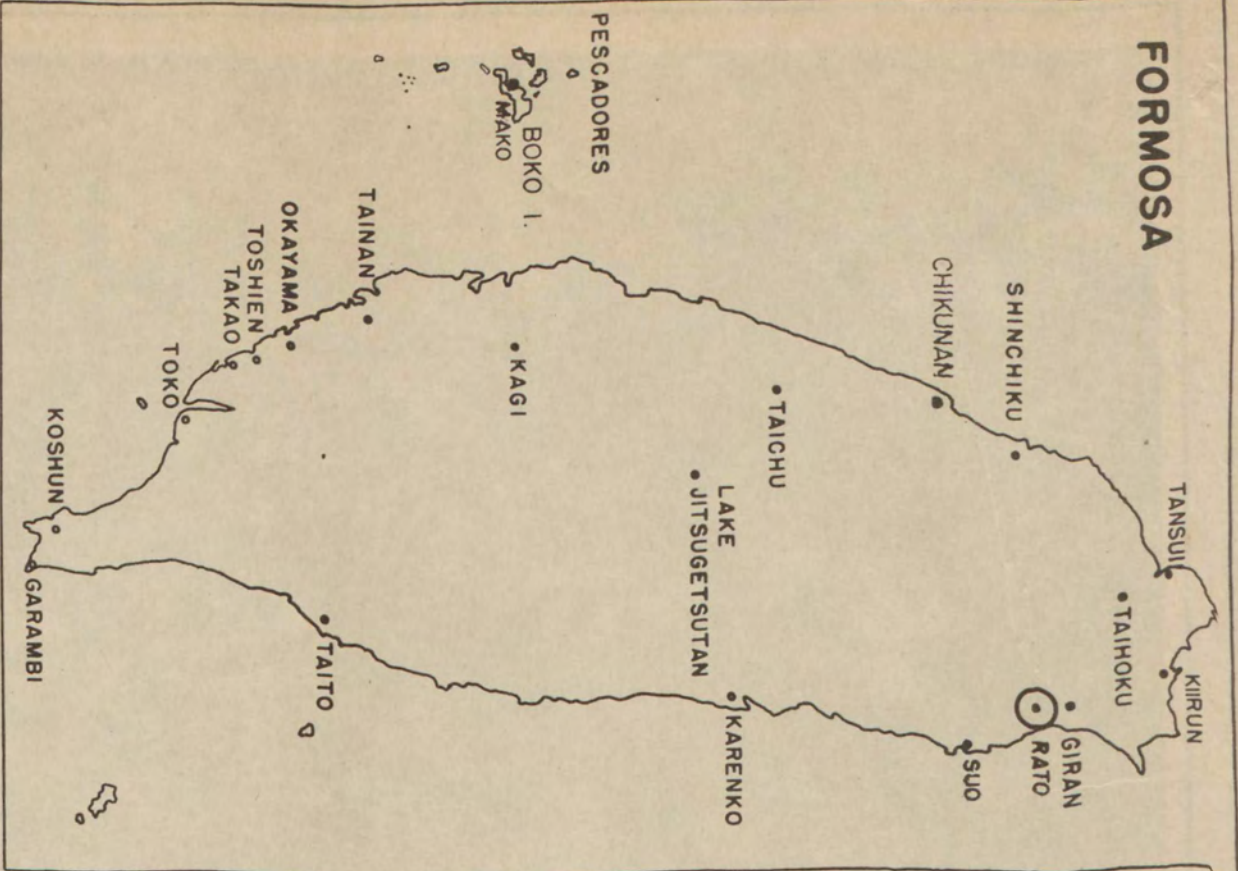 FORMOSA
TANSUI
KIIRUN
TAIHOKU
GIRAN
RATO
SHINCHIKU
SUO
CHIKUNAN
TAICHU
KARENKO
LAKE
JITSUGETSUTAN
PESCADORES
BOKO I.
MAKO
KAGI
TAINAN
OKAYAMA
TAITO
TOSHIEN
TAKAO
TOKO
KOSHUN
GARAMBI